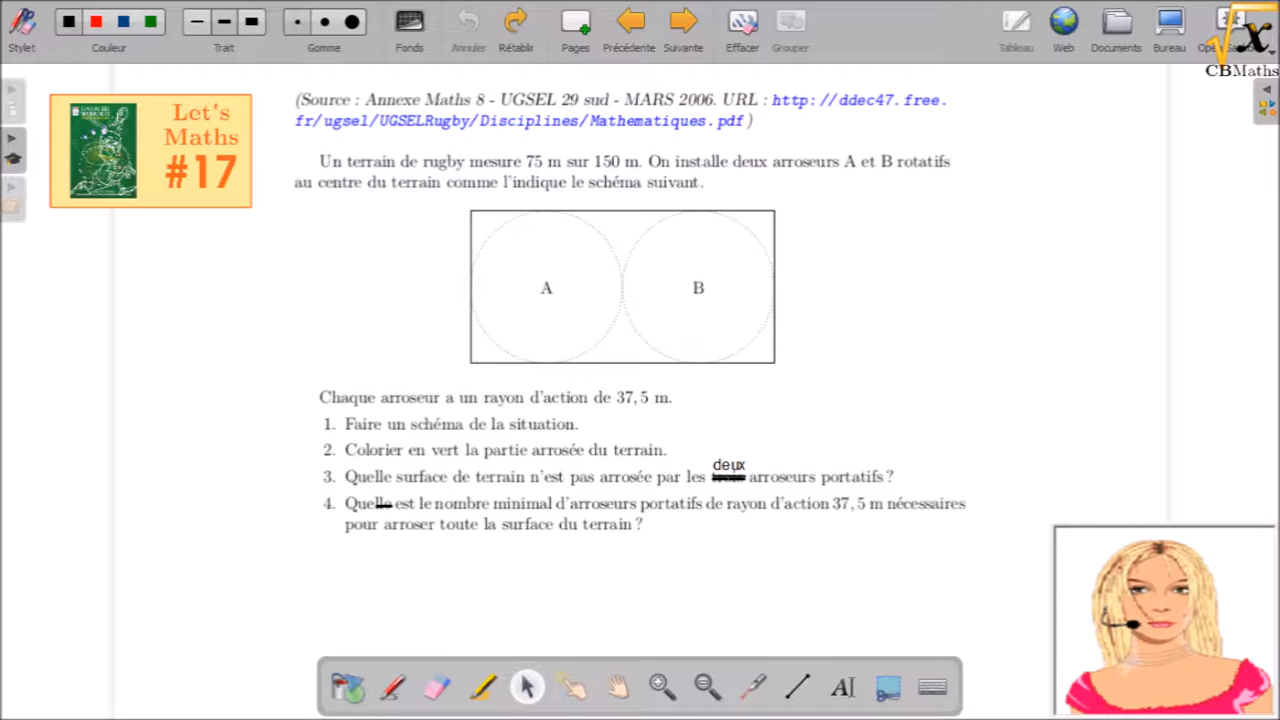 Stylet Couleur Trait Gomme Fonds Annuler Rétablir Pages Précédente Suivante Effacer Grouper Tableau Web Documents Bureau
CBMaths
Let's
Maths
#17
(Source : Annexe Maths 8 - UGSEL 29 sud - MARS 2006. URL : http://ddec47.free.
fr/ugsel/UGSELRugby/Disciplines/Mathematiques.pdf)
Un terrain de rugby mesure 75 m sur 150 m. On installe deux arroseurs A et B rotatifs
au centre du terrain comme l'indique le schéma suivant.
A B
Chaque arroseur a un rayon d'action de 37,5 m.
1. Faire un schéma de la situation.
2. Colorier en vert la partie arrosée du terrain.
deux
3. Quelle surface de terrain n'est pas arrosée par les arroseurs portatifs ?
4. Quelle est le nombre minimal d'arroseurs portatifs de rayon d'action 37,5 m nécessaires
pour arroser toute la surface du terrain ?